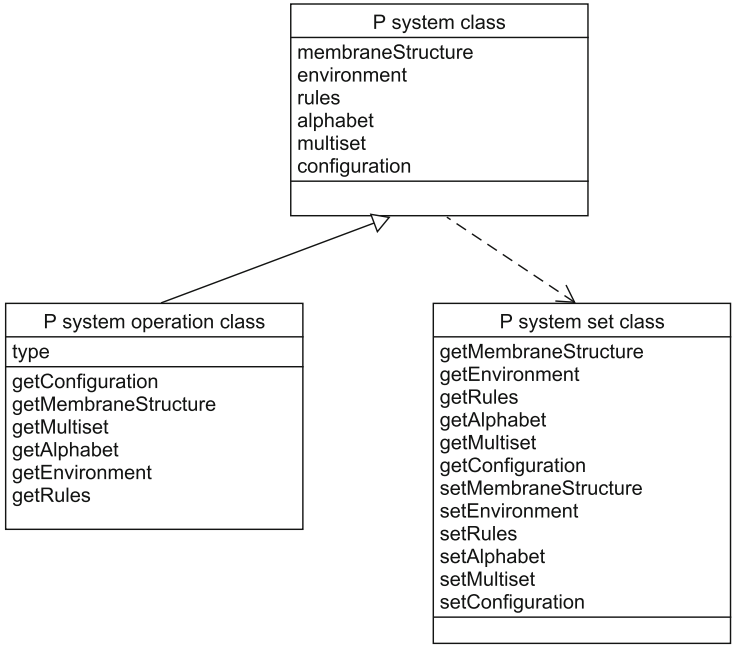 P system class
membraneStructure
environment
rules
alphabet
multiset
configuration
P system operation class
type
getConfiguration
getMembraneStructure
getMultiset
getAlphabet
getEnvironment
getRules
P system set class
getMembraneStructure
getEnvironment
getRules
getAlphabet
getMultiset
getConfiguration
setMembraneStructure
setEnvironment
setRules
setAlphabet
setMultiset
setConfiguration